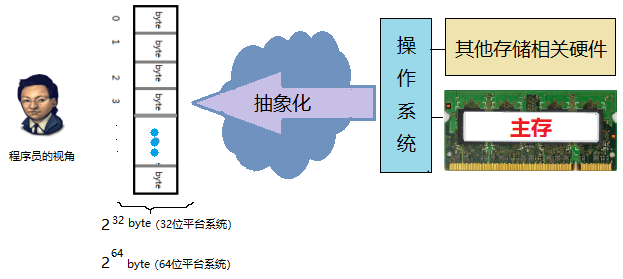 0
byte
1
byte
byte
2
byte
3
byte
程序员的视角
抽象化
操作系统
其他存储相关硬件
主存
2^32 byte (32位平台系统)
2^64 byte (64位平台系统)